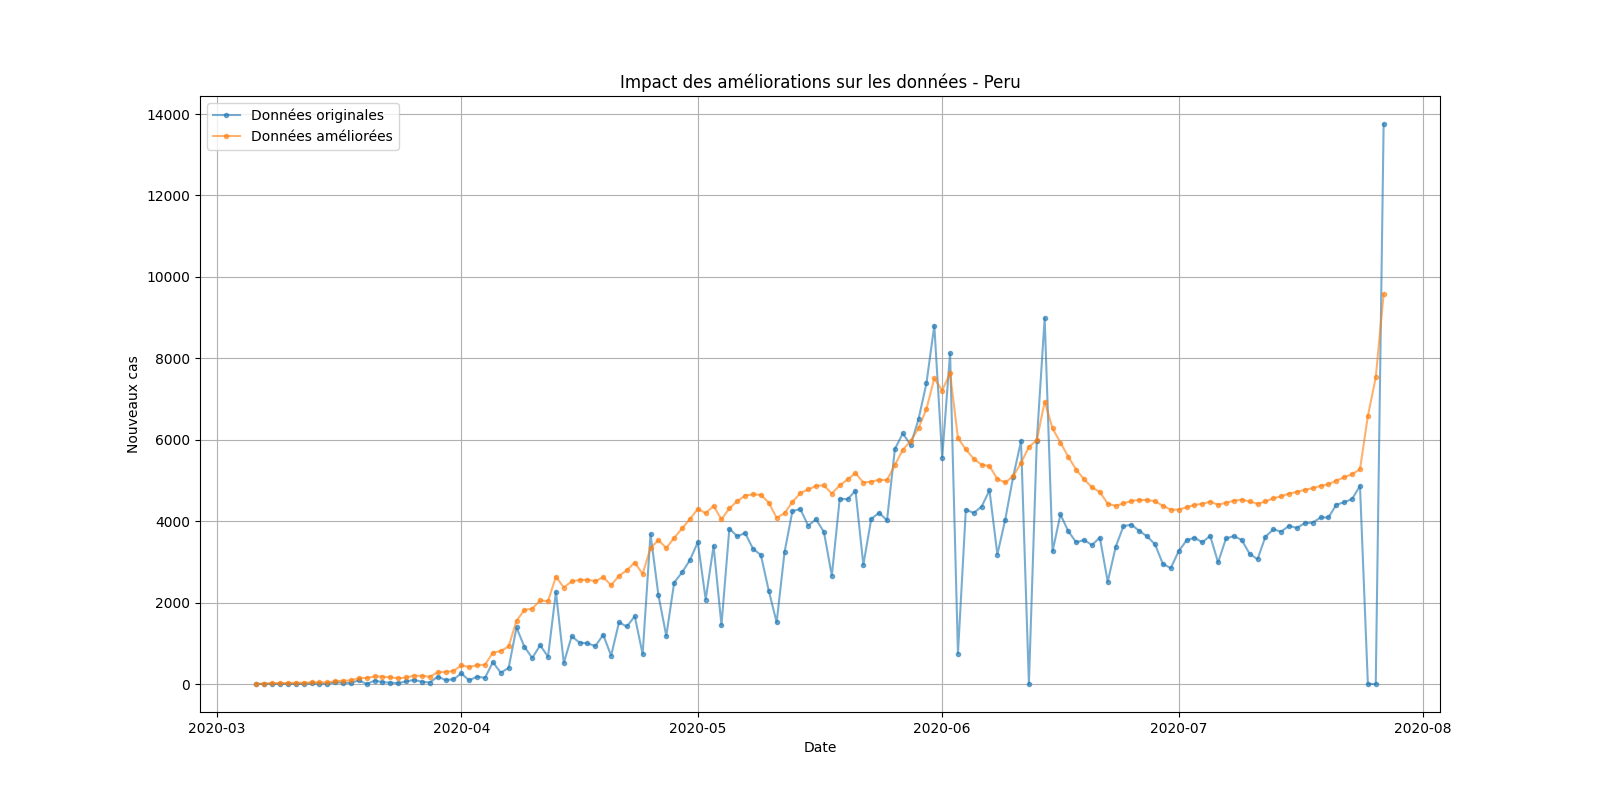 Impact des améliorations sur les données - Peru
Données originales
Données améliorées
14000
12000
10000
8000
6000
4000
2000
0
Nouveaux cas
2020-03
2020-04
2020-05
2020-06
2020-07
2020-08
Date